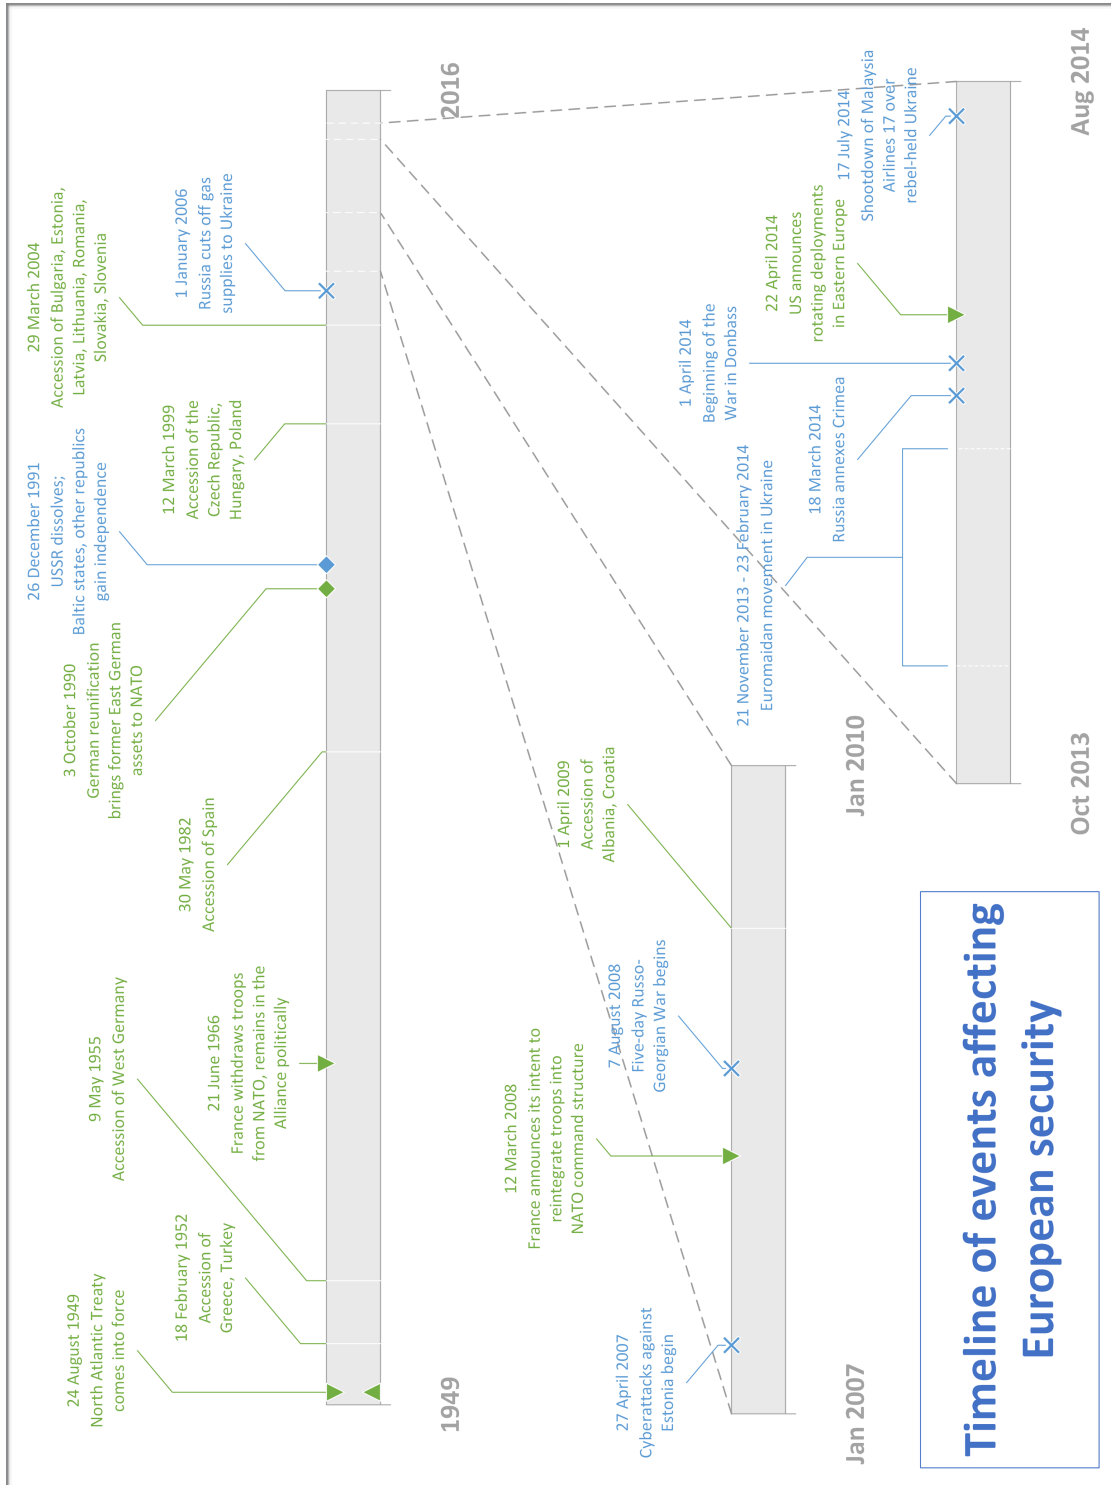 24 August 1949
North Atlantic Treaty
comes into force
18 February 1952
Accession of
Greece, Turkey
9 May 1955
Accession of West Germany
21 June 1966
France withdraws troops
from NATO, remains in the
Alliance politically
30 May 1982
Accession of Spain
3 October 1990
German reunification
brings former East German
assets to NATO
26 December 1991
USSR dissolves;
Baltic states, other republics
gain independence
12 March 1999
Accession of the
Czech Republic,
Hungary, Poland
29 March 2004
Accession of Bulgaria, Estonia,
Latvia, Lithuania, Romania,
Slovakia, Slovenia
1 January 2006
Russia cuts off gas
supplies to Ukraine
1949
2016
27 April 2007
Cyberattacks against
Estonia begin
12 March 2008
France announces its intent to
reintegrate troops into
NATO command structure
7 August 2008
Five-day Russo-
Georgian War begins
1 April 2009
Accession of
Albania, Croatia
Jan 2007
Jan 2010
21 November 2013 - 23 February 2014
Euromaidan movement in Ukraine
18 March 2014
Russia annexes Crimea
1 April 2014
Beginning of the
War in Donbass
22 April 2014
US announces
rotating deployments
in Eastern Europe
17 July 2014
Shootdown of Malaysia
Airlines 17 over
rebel-held Ukraine
Oct 2013
Aug 2014
Timeline of events affecting
European security